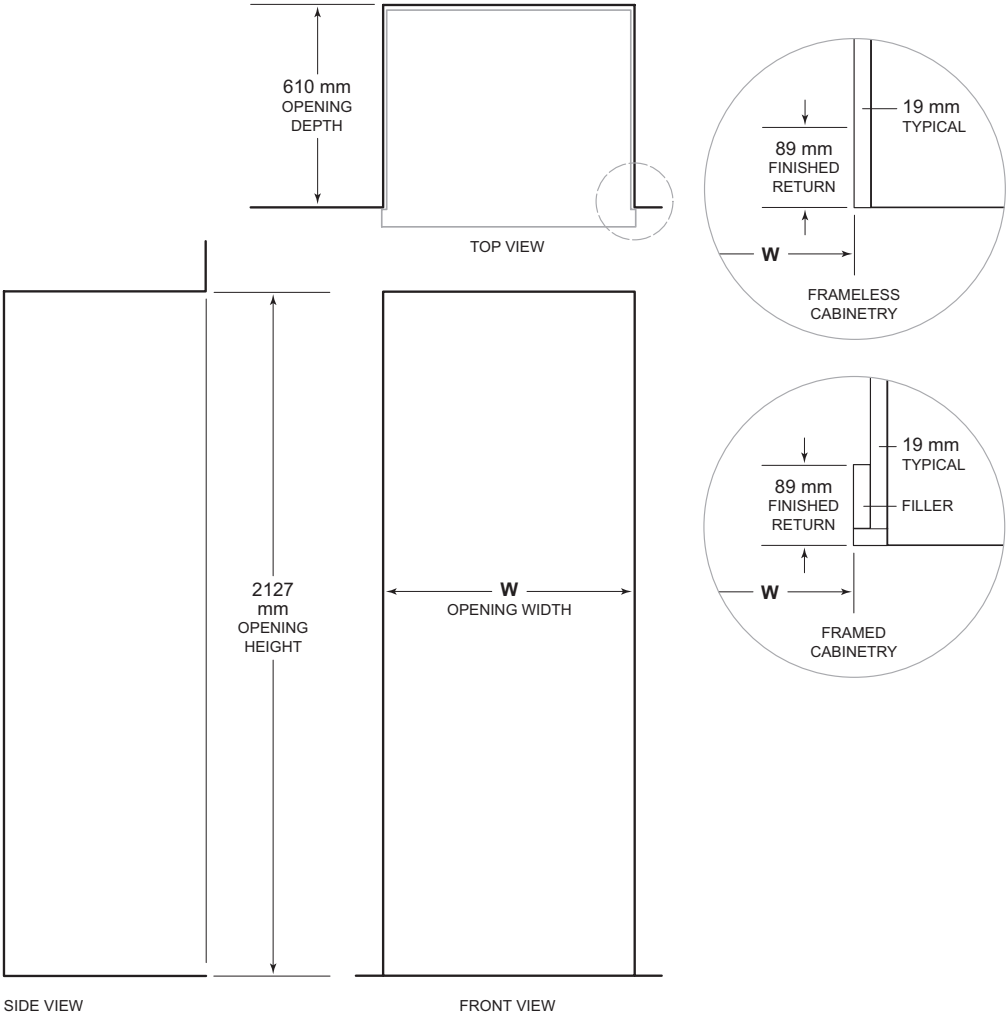 610 mm
OPENING
DEPTH
TOP VIEW
19 mm
TYPICAL
89 mm
FINISHED
RETURN
W
FRAMELESS
CABINETRY
19 mm
TYPICAL
89 mm
FINISHED
RETURN
FILLER
W
FRAMED
CABINETRY
2127
mm
OPENING
HEIGHT
W
OPENING WIDTH
SIDE VIEW
FRONT VIEW